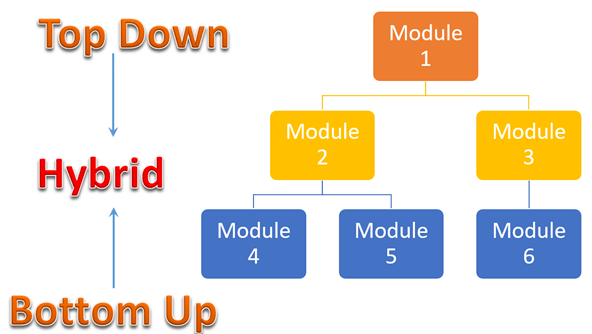 Top Down
Hybrid
Bottom Up
Module
1
Module
2
Module
3
Module
4
Module
5
Module
6